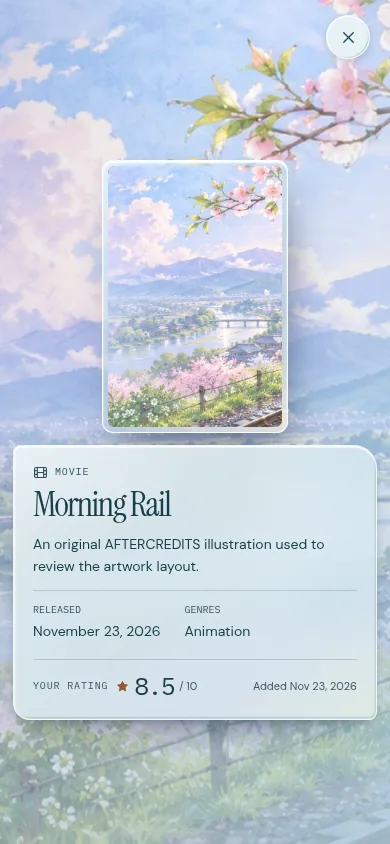 MOVIE
Morning Rail
An original AFTERCREDITS illustration used to
review the artwork layout.
RELEASED GENRES
November 23, 2026 Animation
YOUR RATING ★ 8.5 / 10 Added Nov 23, 2026